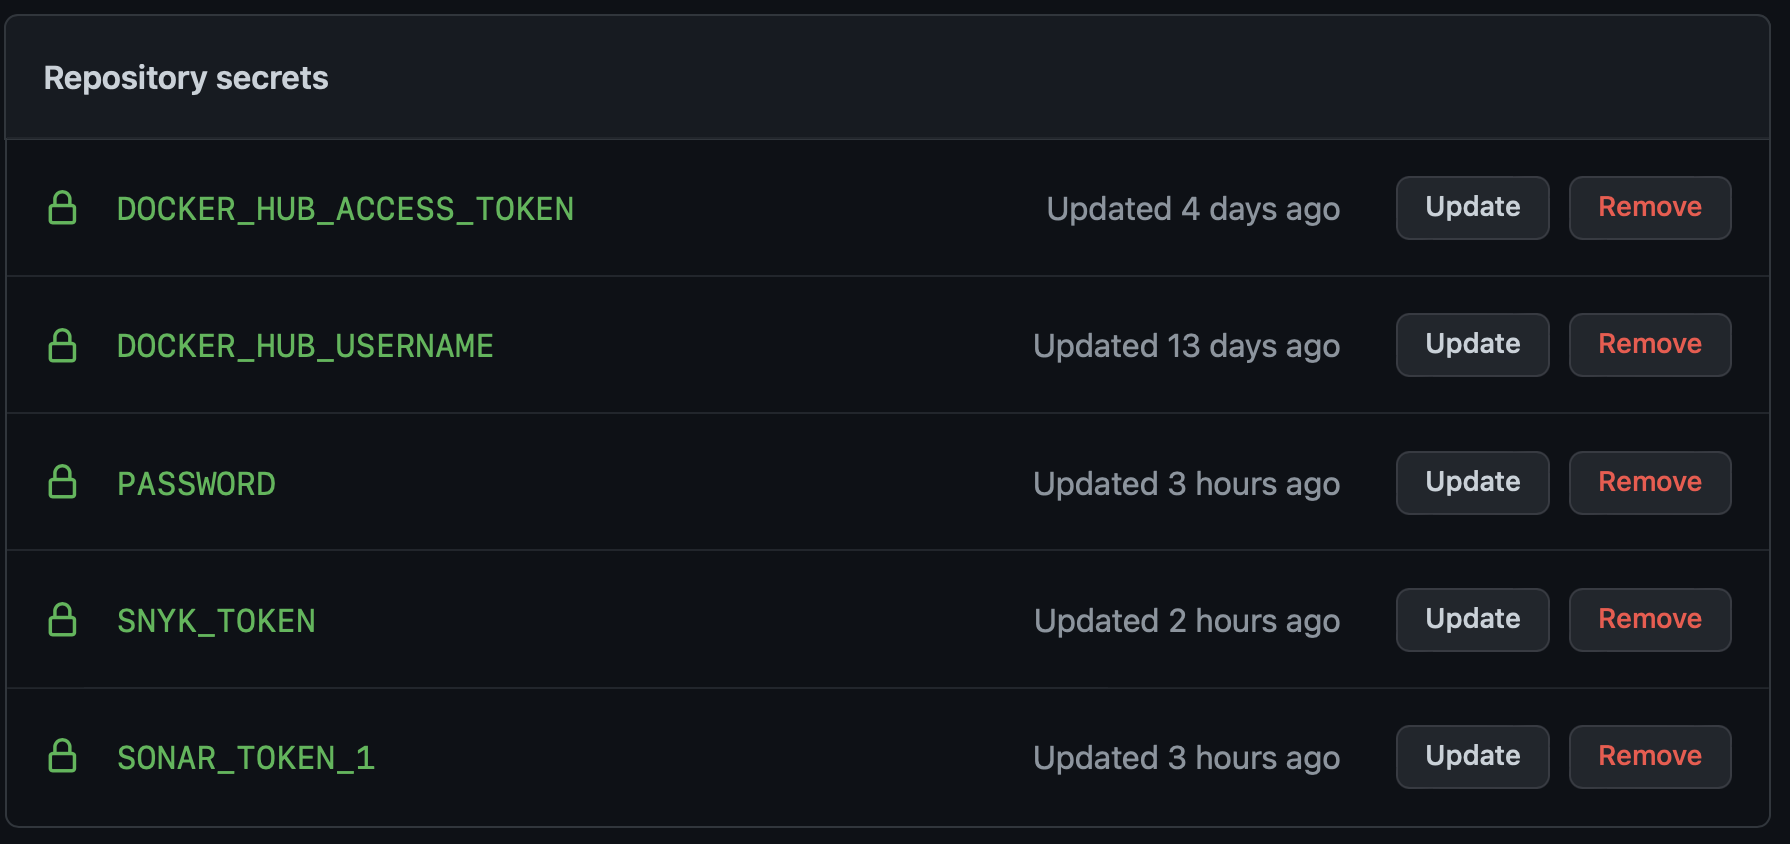 Repository secrets
DOCKER_HUB_ACCESS_TOKEN Updated 4 days ago Update Remove
DOCKER_HUB_USERNAME Updated 13 days ago Update Remove
PASSWORD Updated 3 hours ago Update Remove
SNYK_TOKEN Updated 2 hours ago Update Remove
SONAR_TOKEN_1 Updated 3 hours ago Update Remove